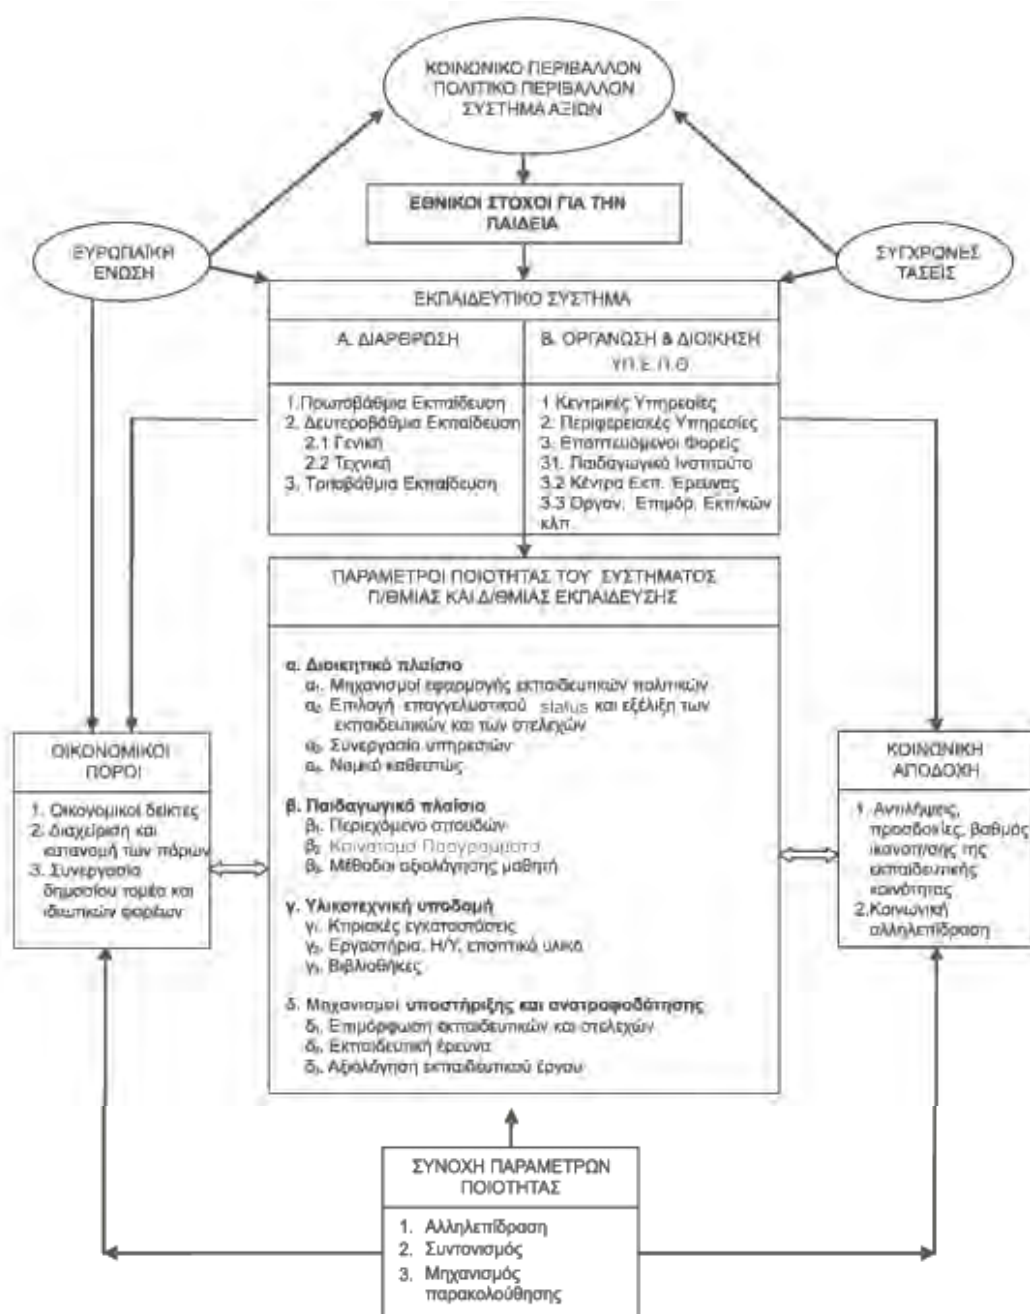 ΚΟΙΝΩΝΙΚΟ ΠΕΡΙΒΑΛΛΟΝ
ΠΟΛΙΤΙΚΟ ΠΕΡΙΒΑΛΛΟΝ
ΣΥΣΤΗΜΑ ΑΞΙΩΝ
ΕΘΝΙΚΟΙ ΣΤΟΧΟΙ ΓΙΑ ΤΗΝ
ΠΑΙΔΕΙΑ
ΕΥΡΩΠΑΪΚΗ
ΕΝΩΣΗ
ΣΥΓΧΡΟΝΕΣ
ΤΑΣΕΙΣ
ΕΚΠΑΙΔΕΥΤΙΚΟ ΣΥΣΤΗΜΑ
Α. ΔΙΑΡΘΡΩΣΗ
1.Πρωτοβάθμια Εκπαίδευση
2. Δευτεροβάθμια Εκπαίδευση
2.1 Γενική
2.2 Τεχνική
3. Τριτοβάθμια Εκπαίδευση
Β. ΟΡΓΑΝΩΣΗ & ΔΙΟΙΚΗΣΗ
ΥΠ.Ε.Π.Θ
1 Κεντρικές Υπηρεσίες
2. Περιφερειακές Υπηρεσίες
3. Εποπτευόμενοι Φορείς
31. Παιδαγωγικό Ινστιτούτο
3.2 Κέντρα Εκπ. Έρευνας
3.3 Οργαν. Επιμόρ. Εκπ/κών
κλπ.
ΠΑΡΑΜΕΤΡΟΙ ΠΟΙΟΤΗΤΑΣ ΤΟΥ ΣΥΣΤΗΜΑΤΟΣ
Π/ΘΜΙΑΣ ΚΑΙ Δ/ΘΜΙΑΣ ΕΚΠΑΙΔΕΥΣΗΣ
α. Διοικητικό πλαίσιο
α₁. Μηχανισμοί εφαρμογής εκπαιδευτικών πολιτικών
α₂. Επιλογή επαγγελματικού status και εξέλιξη των
εκπαιδευτικών και των στελεχών
α₃. Συνεργασία υπηρεσιών
α₄. Νομικό καθεστώς
β. Παιδαγωγικό πλαίσιο
β₁. Περιεχόμενο σπουδών
β₂. Καινοτόμα Προγράμματα
β₃. Μέθοδοι αξιολόγησης μαθητή
γ. Υλικοτεχνική υποδομή
γ₁. Κτιριακές εγκαταστάσεις
γ₂. Εργαστήρια, Η/Υ, εποπτικό υλικό
γ₃. Βιβλιοθήκες
δ. Μηχανισμοί υποστήριξης και ανατροφοδότησης
δ₁. Επιμόρφωση εκπαιδευτικών και στελεχών
δ₂. Εκπαιδευτική έρευνα
δ₃. Αξιολόγηση εκπαιδευτικού έργου
ΟΙΚΟΝΟΜΙΚΟΙ
ΠΟΡΟΙ
1. Οικονομικοί δείκτες
2. Διαχείριση και
κατανομή των πόρων
3. Συνεργασία
δημοσίου τομέα και
ιδιωτικών φορέων
ΚΟΙΝΩΝΙΚΗ
ΑΠΟΔΟΧΗ
1. Αντιλήψεις,
προσδοκίες, βαθμός
ικανοπ/σης της
εκπαιδευτικής
κοινότητας
2.Κοινωνική
αλληλεπίδραση
ΣΥΝΟΧΗ ΠΑΡΑΜΕΤΡΩΝ
ΠΟΙΟΤΗΤΑΣ
1. Αλληλεπίδραση
2. Συντονισμός
3. Μηχανισμός
παρακολούθησης